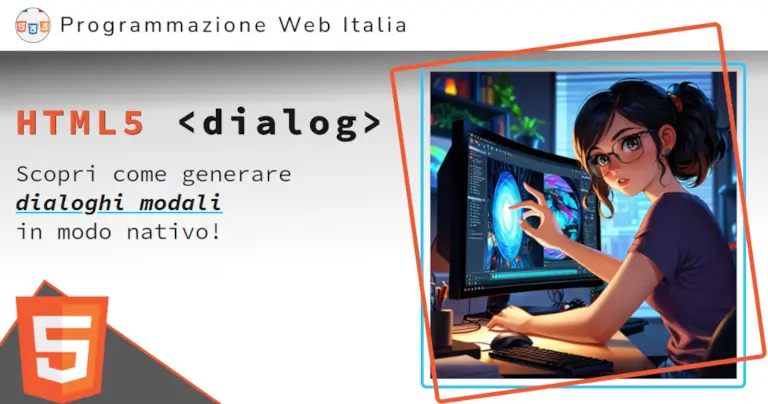 Programmazione Web Italia
HTML5 <dialog>
Scopri come generare
dialoghi modali
in modo nativo!
5